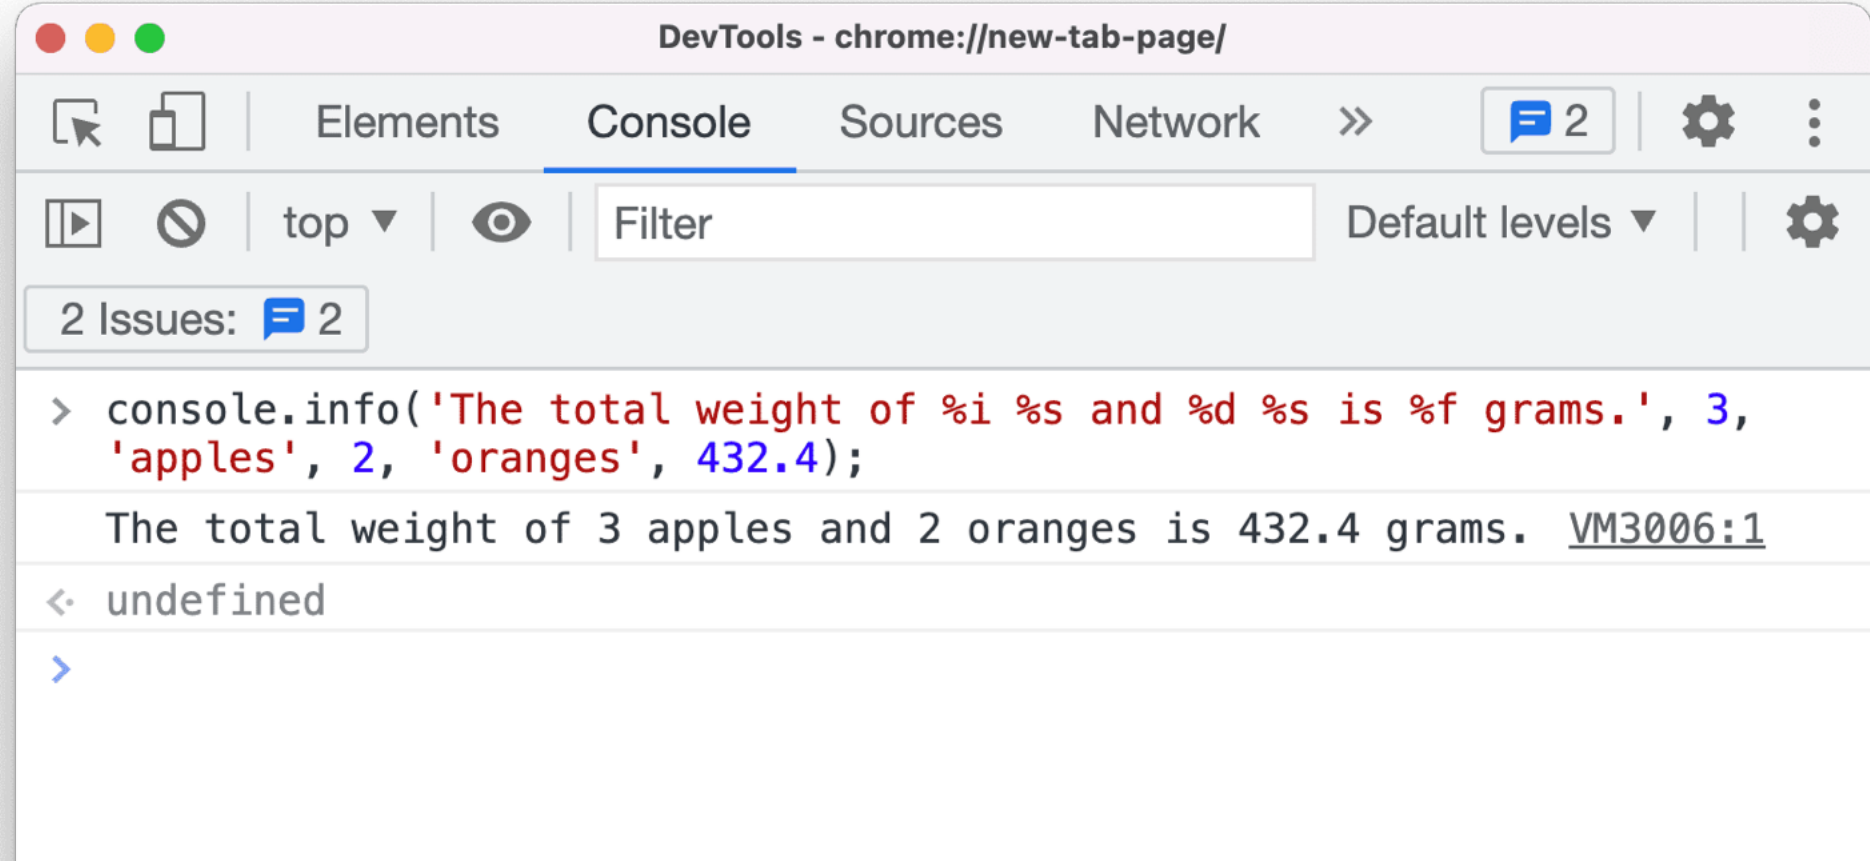 DevTools - chrome://new-tab-page/
Elements Console Sources Network 2
top Filter Default levels
2 Issues: 2
console.info('The total weight of %i %s and %d %s is %f grams.', 3,
'apples', 2, 'oranges', 432.4);
The total weight of 3 apples and 2 oranges is 432.4 grams. VM3006:1
undefined